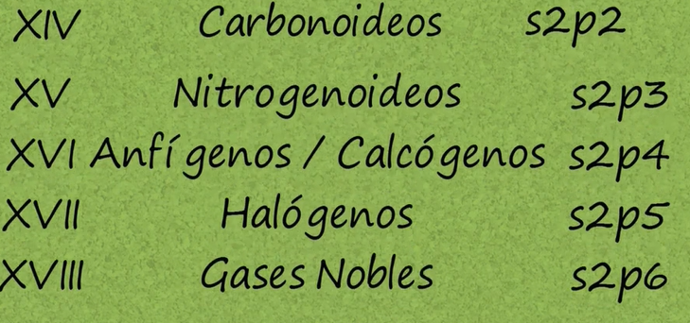 XIV Carbonoideos s2p2
XV Nitrogenoideos s2p3
XVI Anfígenos / Calcógenos s2p4
XVII Halógenos s2p5
XVIII Gases Nobles s2p6